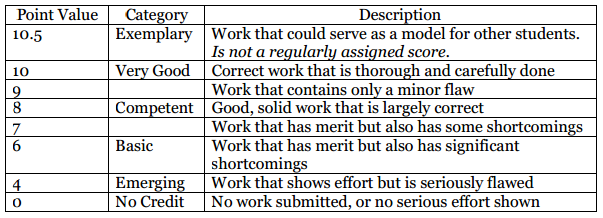 Point Value Category Description
10.5 Exemplary Work that could serve as a model for other students.
Is not a regularly assigned score.
10 Very Good Correct work that is thorough and carefully done
9 Work that contains only a minor flaw
8 Competent Good, solid work that is largely correct
7 Work that has merit but also has some shortcomings
6 Basic Work that has merit but also has significant
shortcomings
4 Emerging Work that shows effort but is seriously flawed
0 No Credit No work submitted, or no serious effort shown